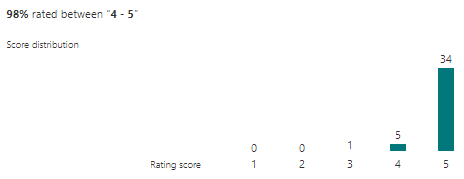 98% rated between "4 - 5"
Score distribution
34
5
1
0 0
Rating score 1 2 3 4 5